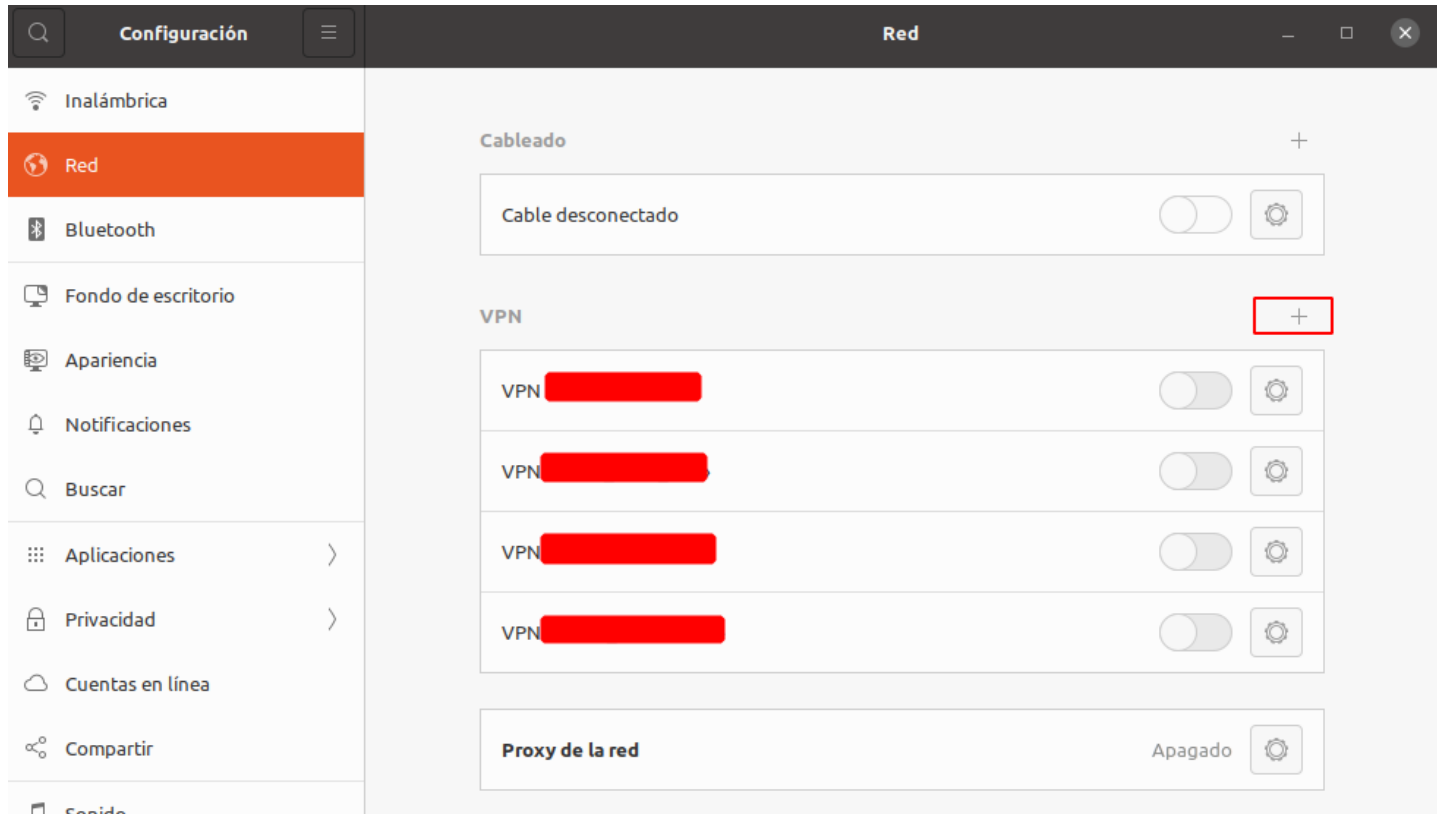 Configuración
Red
Inalámbrica
Red
Bluetooth
Fondo de escritorio
Apariencia
Notificaciones
Buscar
Aplicaciones
Privacidad
Cuentas en línea
Compartir
Sonido
Cableado
Cable desconectado
VPN
VPN
VPN
VPN
VPN
Proxy de la red
Apagado